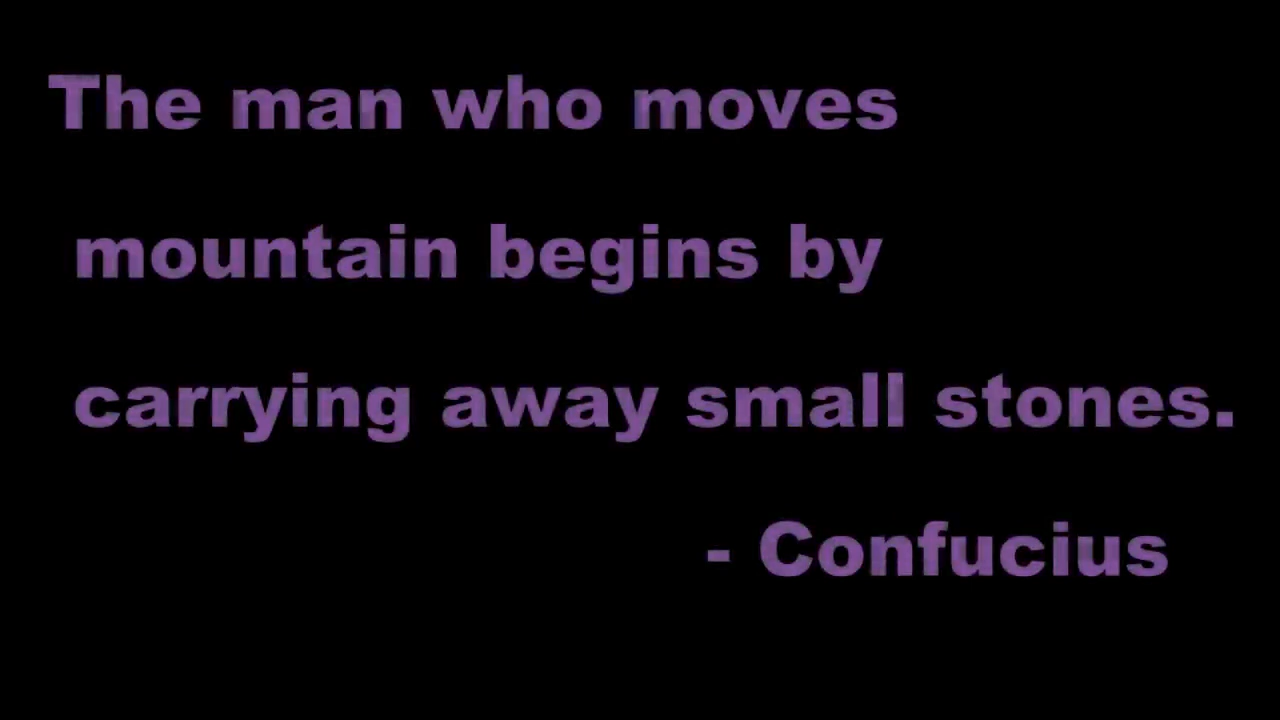 The man who moves
mountain begins by
carrying away small stones.
- Confucius